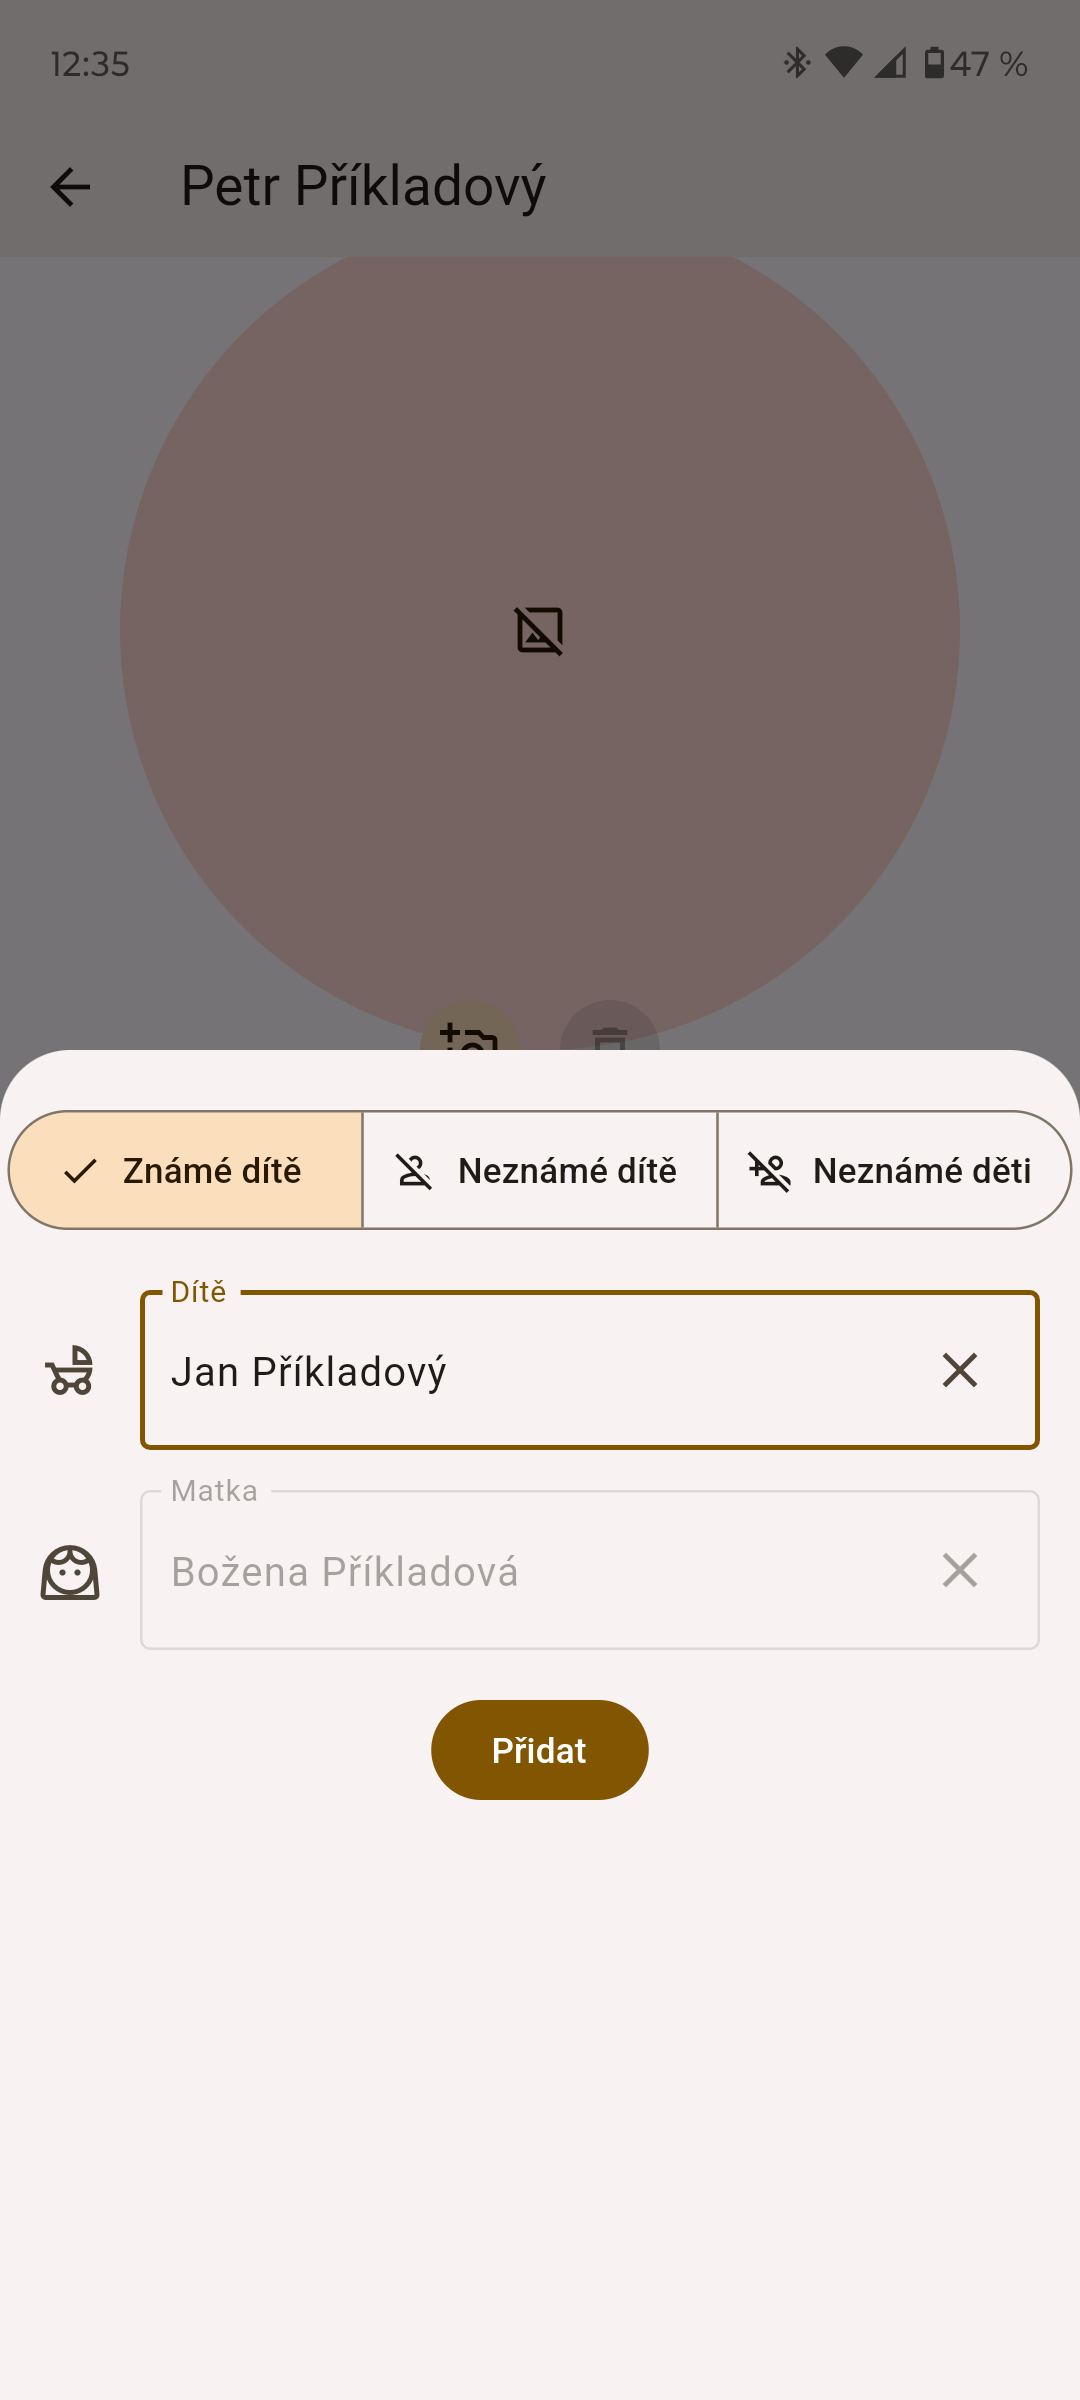 12:35 47 %
Petr Příkladový
Známé dítě Neznámé dítě Neznámé děti
Dítě
Jan Příkladový
Matka
Božena Příkladová
Přidat